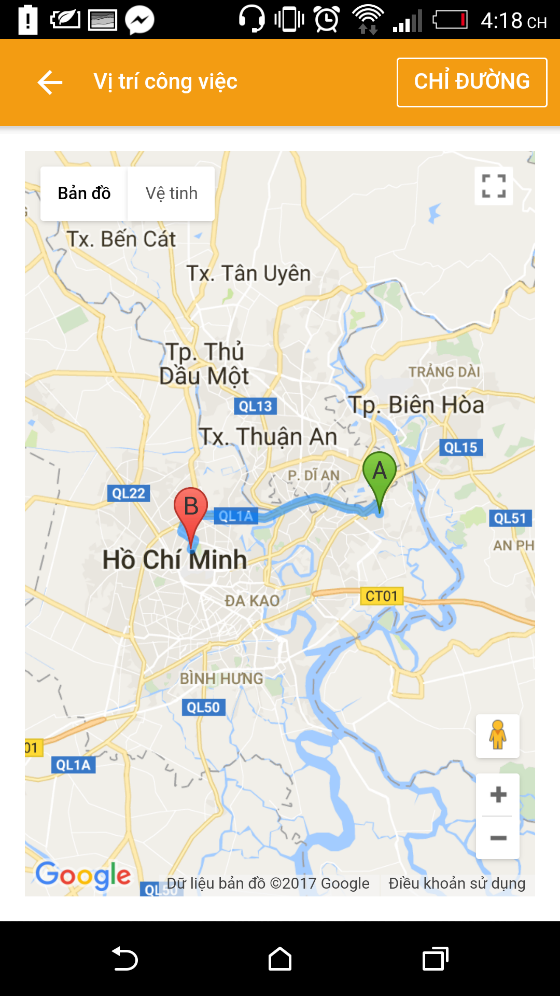 4:18 CH
Vị trí công việc
CHỈ ĐƯỜNG
Bản đồ
Vệ tinh
Tx. Bến Cát
Tx. Tân Uyên
Tp. Thủ
Dầu Một
TRẢNG DÀI
QL13
Tp. Biên Hòa
Tx. Thuận An
QL15
P. DĨ AN
A
QL22
B
QL1A
QL51
AN PH
Hồ Chí Minh
CT01
ĐA KAO
BÌNH HƯNG
QL50
01
QL1A
Google
QL50
Dữ liệu bản đồ ©2017 Google
Điều khoản sử dụng